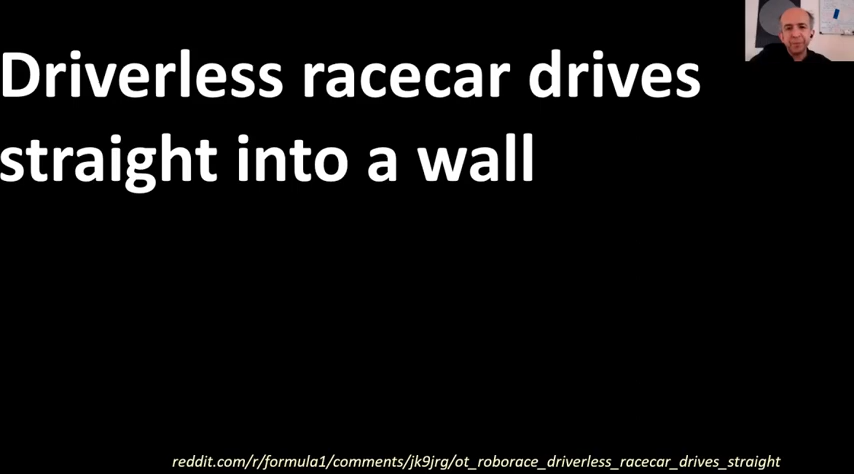 Driverless racecar drives
straight into a wall
reddit.com/r/formula1/comments/jk9jrg/ot_roborace_driverless_racecar_drives_straight